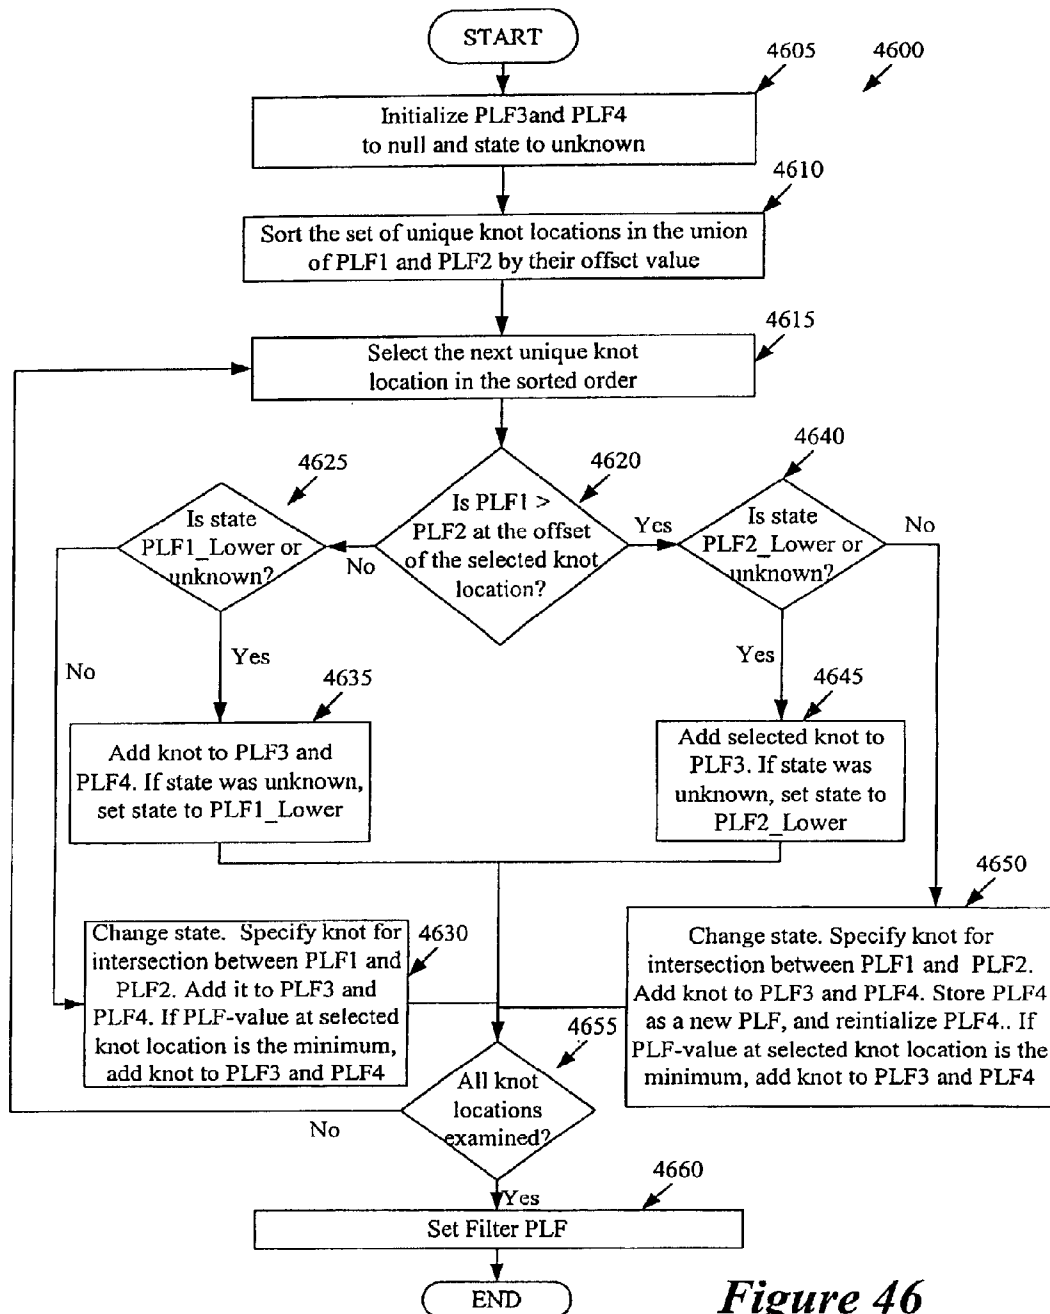 START
4605
4600
Initialize PLF3and PLF4
to null and state to unknown
4610
Sort the set of unique knot locations in the union
of PLF1 and PLF2 by their offset value
4615
Select the next unique knot
location in the sorted order
4625
4620
4640
Is state
PLF1_Lower or
unknown?
Is PLF1 >
PLF2 at the offset
of the selected knot
location?
Is state
PLF2_Lower or
unknown?
No
Yes
No
No
Yes
Yes
4635
4645
Add knot to PLF3 and
PLF4. If state was unknown,
set state to PLF1_Lower
Add selected knot to
PLF3. If state was
unknown, set state to
PLF2_Lower
4630
4650
Change state. Specify knot for
intersection between PLF1 and
PLF2. Add it to PLF3 and
PLF4. If PLF-value at selected
knot location is the minimum,
add knot to PLF3 and PLF4
Change state. Specify knot for
intersection between PLF1 and PLF2.
Add knot to PLF3 and PLF4. Store PLF4
as a new PLF, and reintialize PLF4.. If
PLF-value at selected knot location is the
minimum, add knot to PLF3 and PLF4
4655
All knot
locations
examined?
No
Yes
4660
Set Filter PLF
END
Figure 46